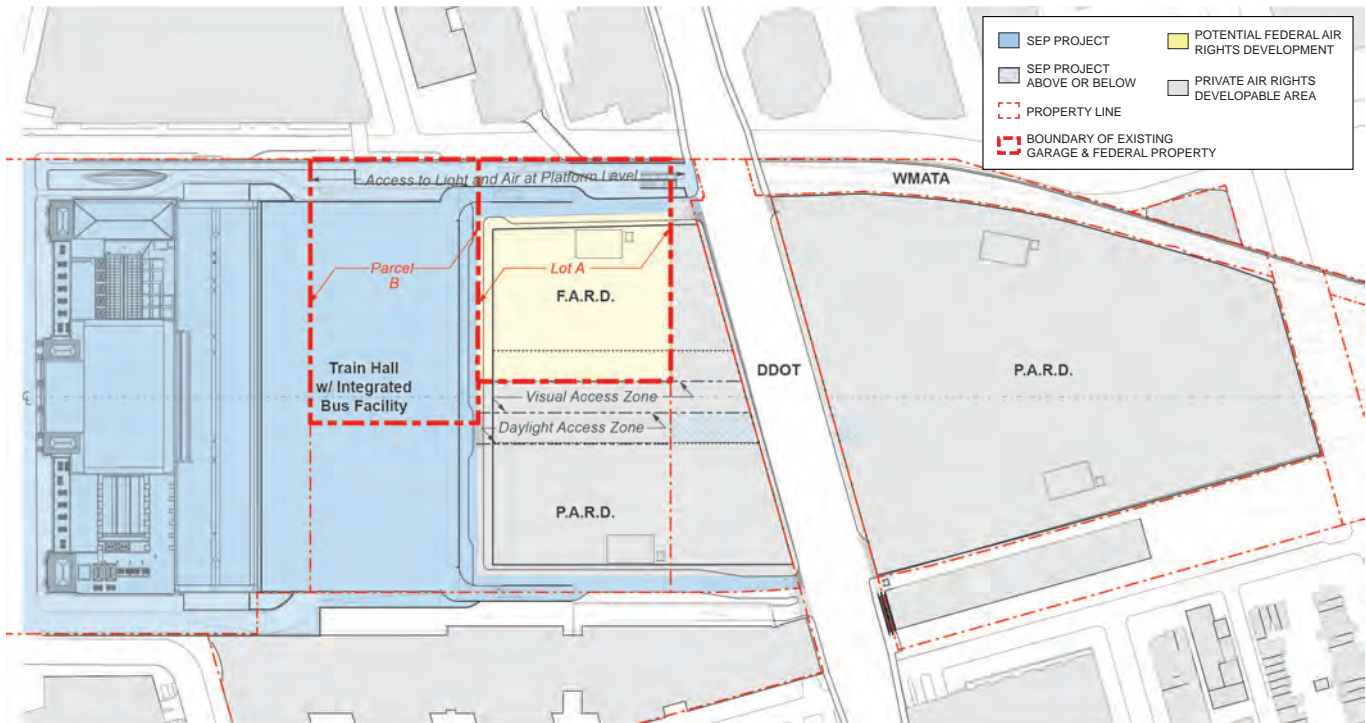 SEP PROJECT
SEP PROJECT
ABOVE OR BELOW
PROPERTY LINE
BOUNDARY OF EXISTING
GARAGE & FEDERAL PROPERTY
POTENTIAL FEDERAL AIR
RIGHTS DEVELOPMENT
PRIVATE AIR RIGHTS
DEVELOPABLE AREA
Access to Light and Air at Platform Level
WMATA
Parcel
B
Lot A
F.A.R.D.
Train Hall
w/ Integrated
Bus Facility
DDOT
P.A.R.D.
Visual Access Zone
Daylight Access Zone
P.A.R.D.